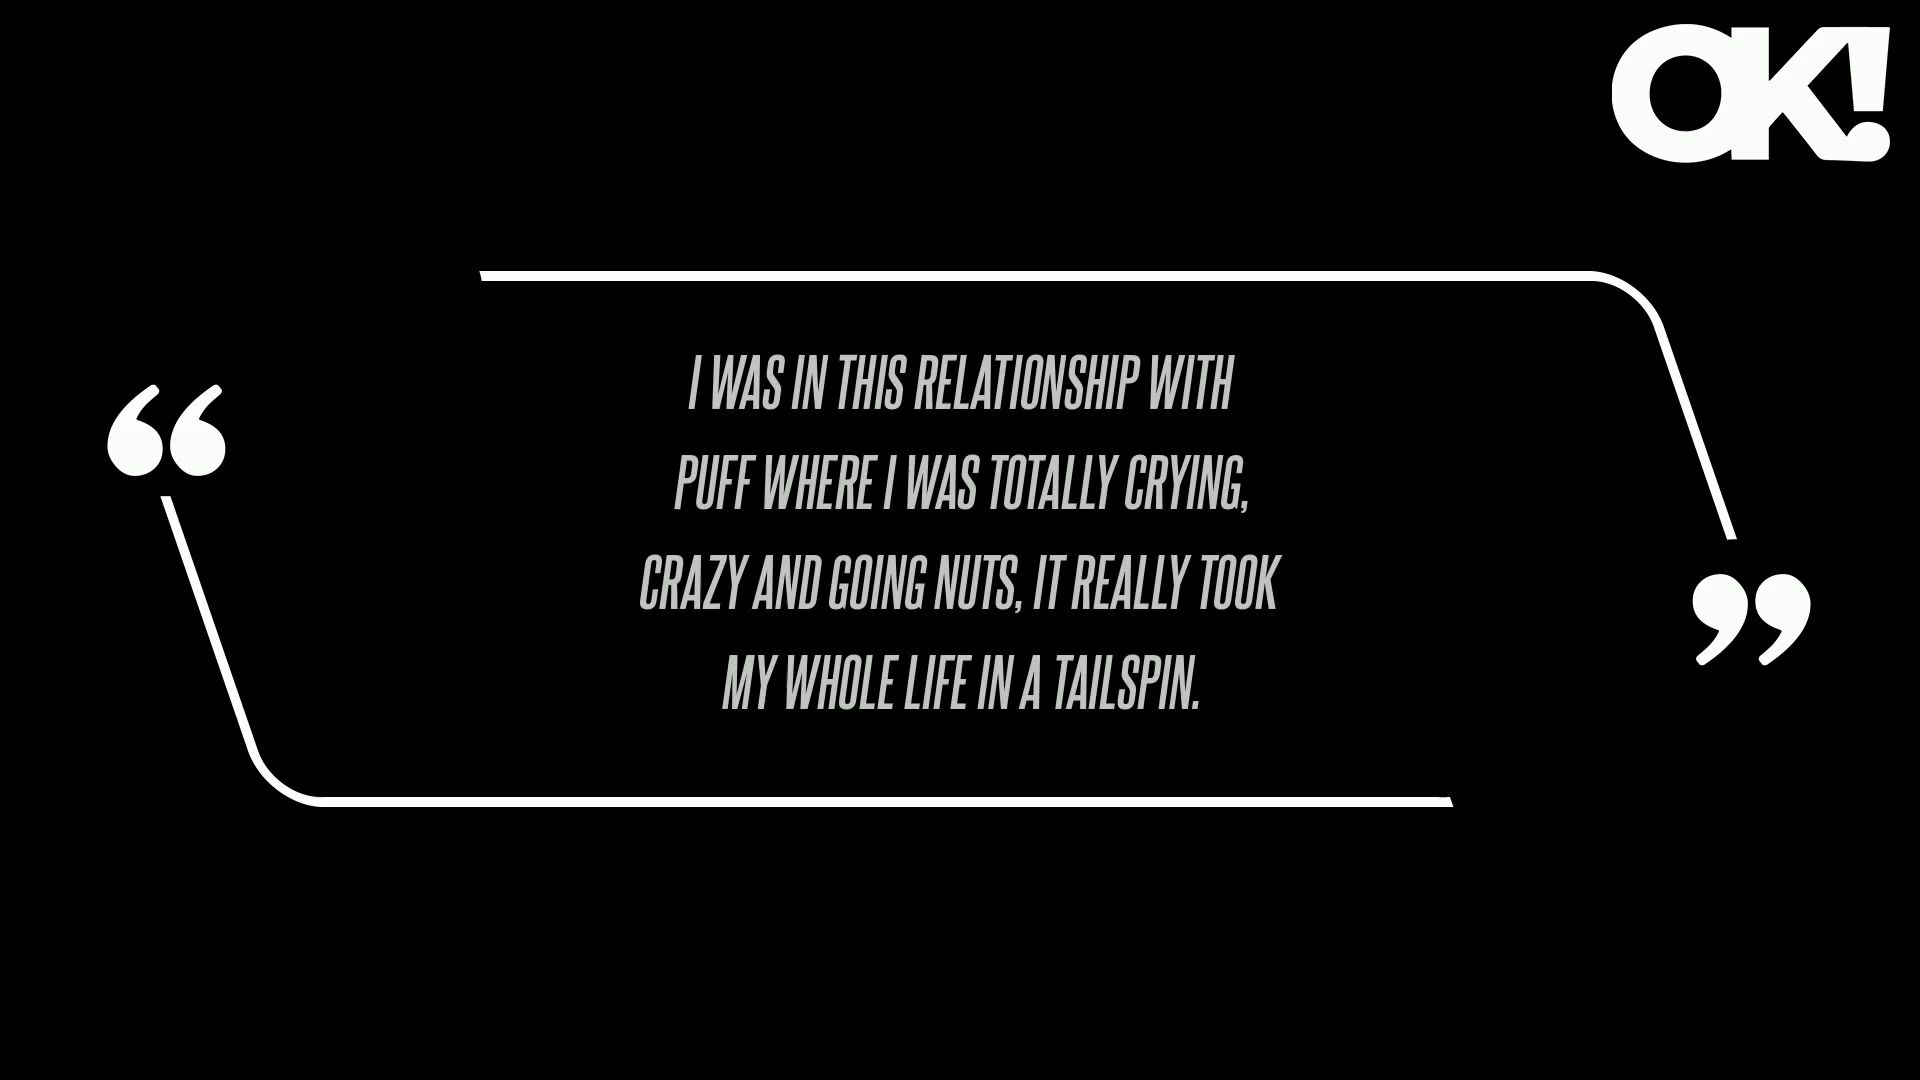 OK!
“
I WAS IN THIS RELATIONSHIP WITH
PUFF WHERE I WAS TOTALLY CRYING,
CRAZY AND GOING NUTS, IT REALLY TOOK
MY WHOLE LIFE IN A TAILSPIN.
”